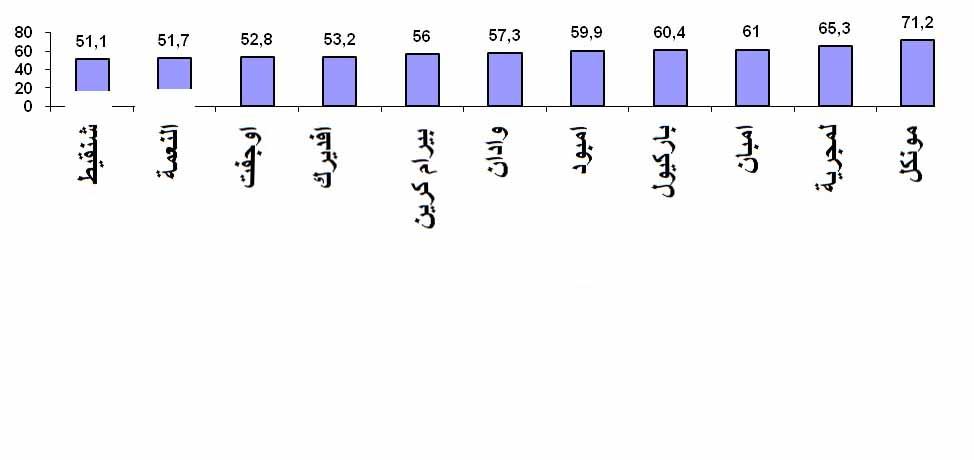 51,1
51,7
52,8
53,2
56
57,3
59,9
60,4
61
65,3
71,2
80
60
40
20
0
شنقيط
النعمة
اوجفت
افديرك
بيرام كرين
وادان
امبود
باركيول
امبان
لمجرية
مونكل